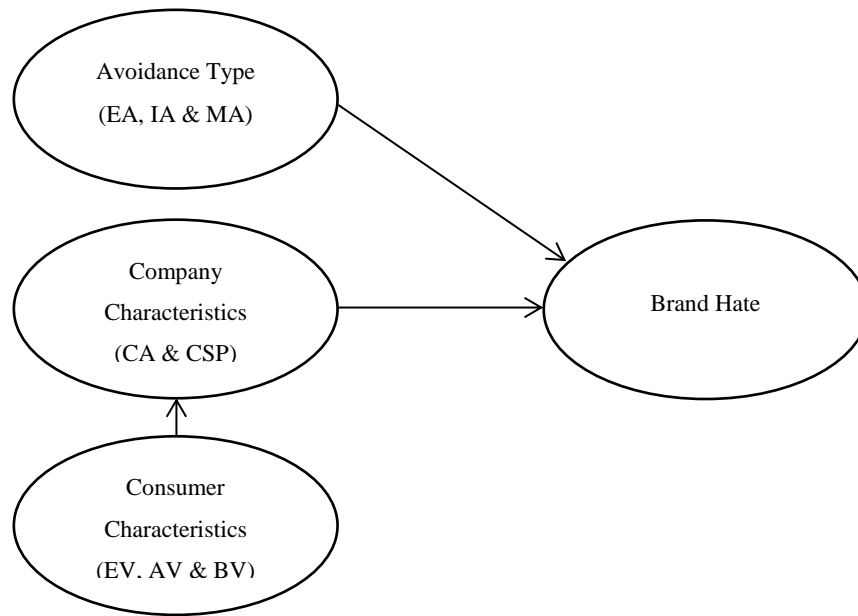 Avoidance Type
(EA, IA & MA)
Company
Characteristics
(CA & CSP)
Brand Hate
Consumer
Characteristics
(EV, AV & BV)